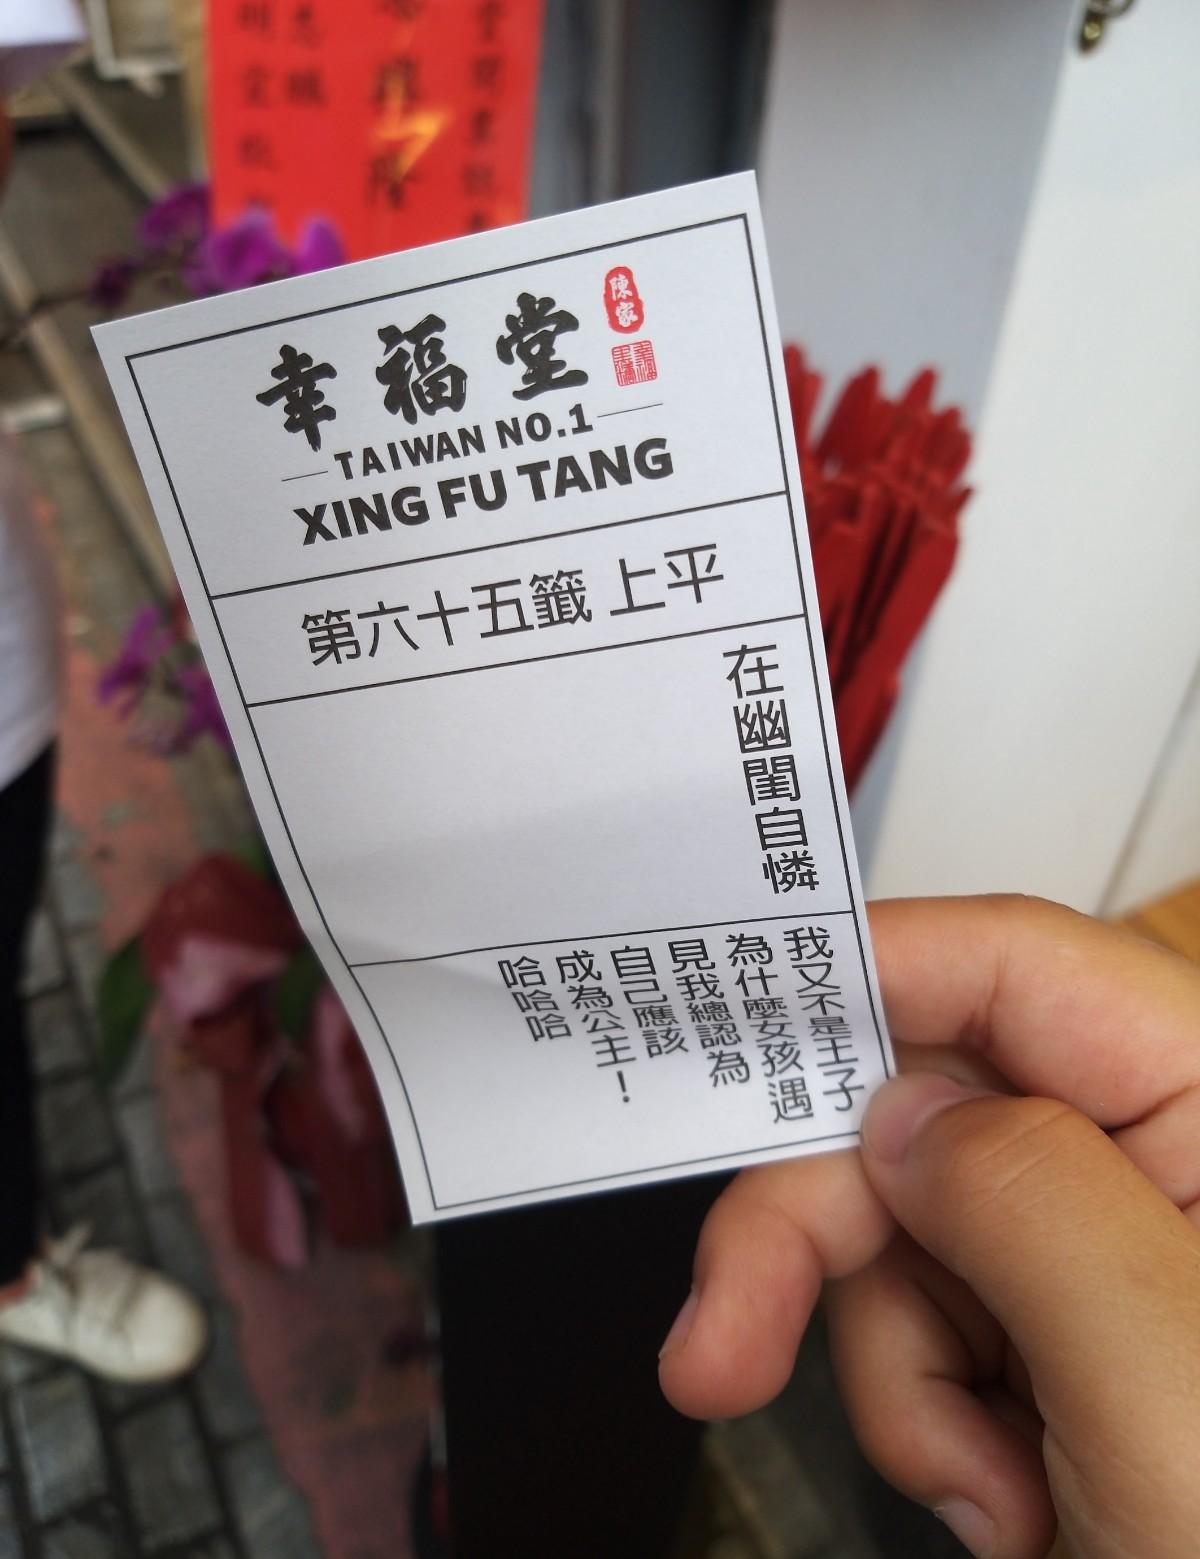 幸福堂
陳家
TAIWAN NO.1
XING FU TANG
第六十五籤 上平
在幽閨自憐
我又不是王子
為什麼女孩遇
見我總認為
自己應該
成為公主！
哈哈哈